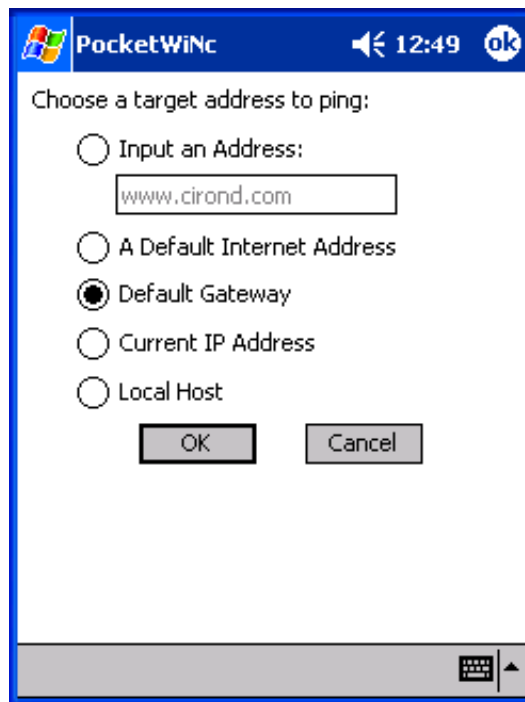 PocketWiNc 12:49 ok
Choose a target address to ping:
Input an Address:
www.cirond.com
A Default Internet Address
Default Gateway
Current IP Address
Local Host
OK Cancel